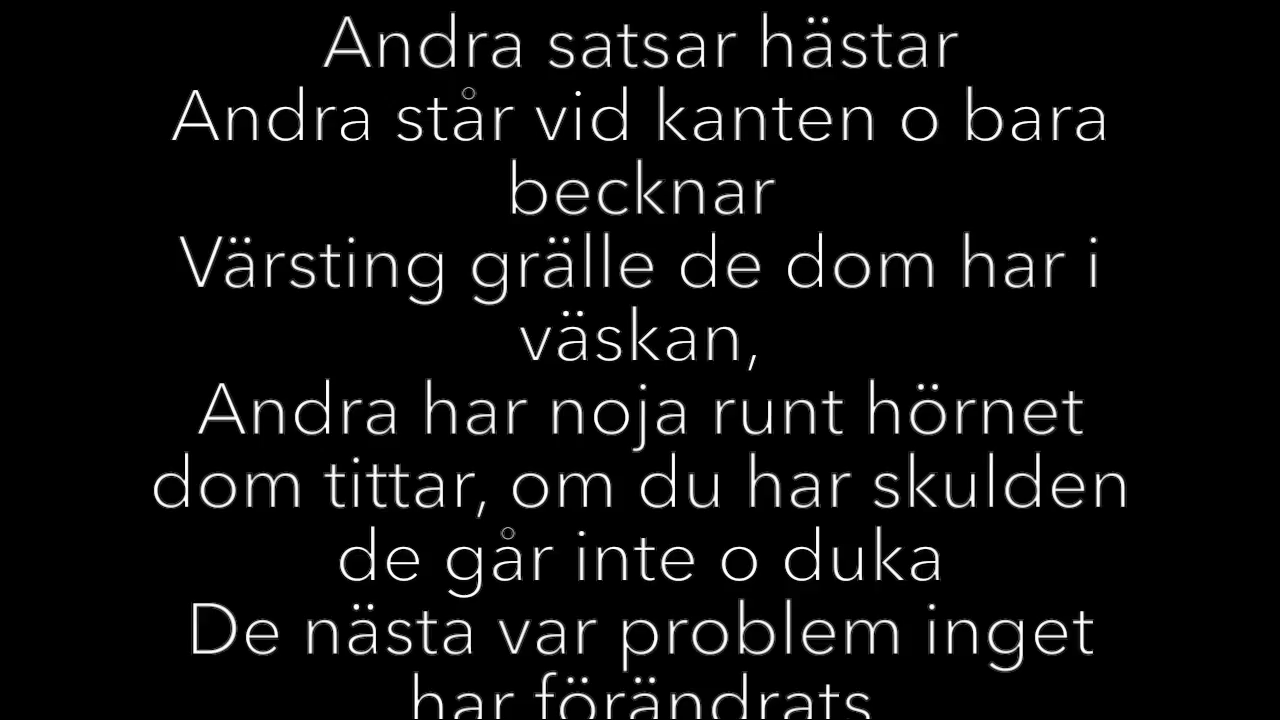 Andra satsar hästar
Andra står vid kanten o bara
becknar
Värsting grälle de dom har i
väskan,
Andra har noja runt hörnet
dom tittar, om du har skulden
de går inte o duka
De nästa var problem inget
har förändrats